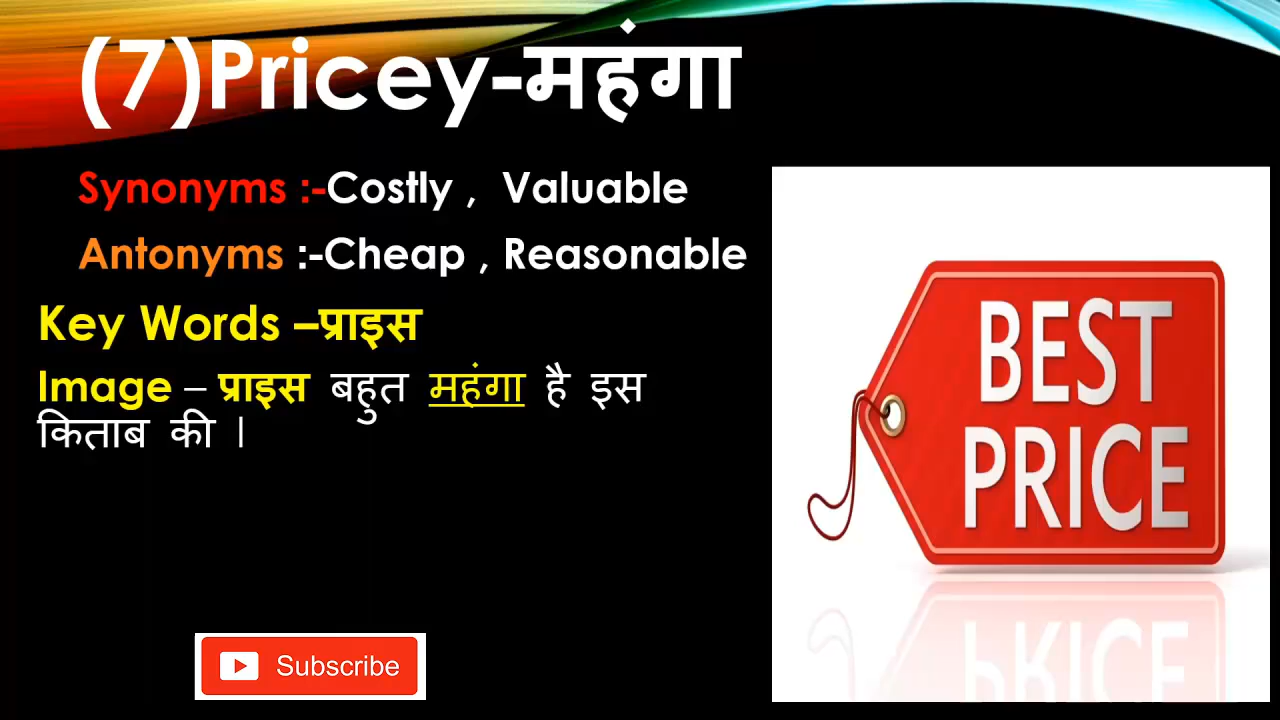 (7)Pricey-महंगा
Synonyms :-Costly , Valuable
Antonyms :-Cheap , Reasonable
Key Words –प्राइस
Image – प्राइस बहुत महंगा है इस
किताब की ।
BEST
PRICE
Subscribe